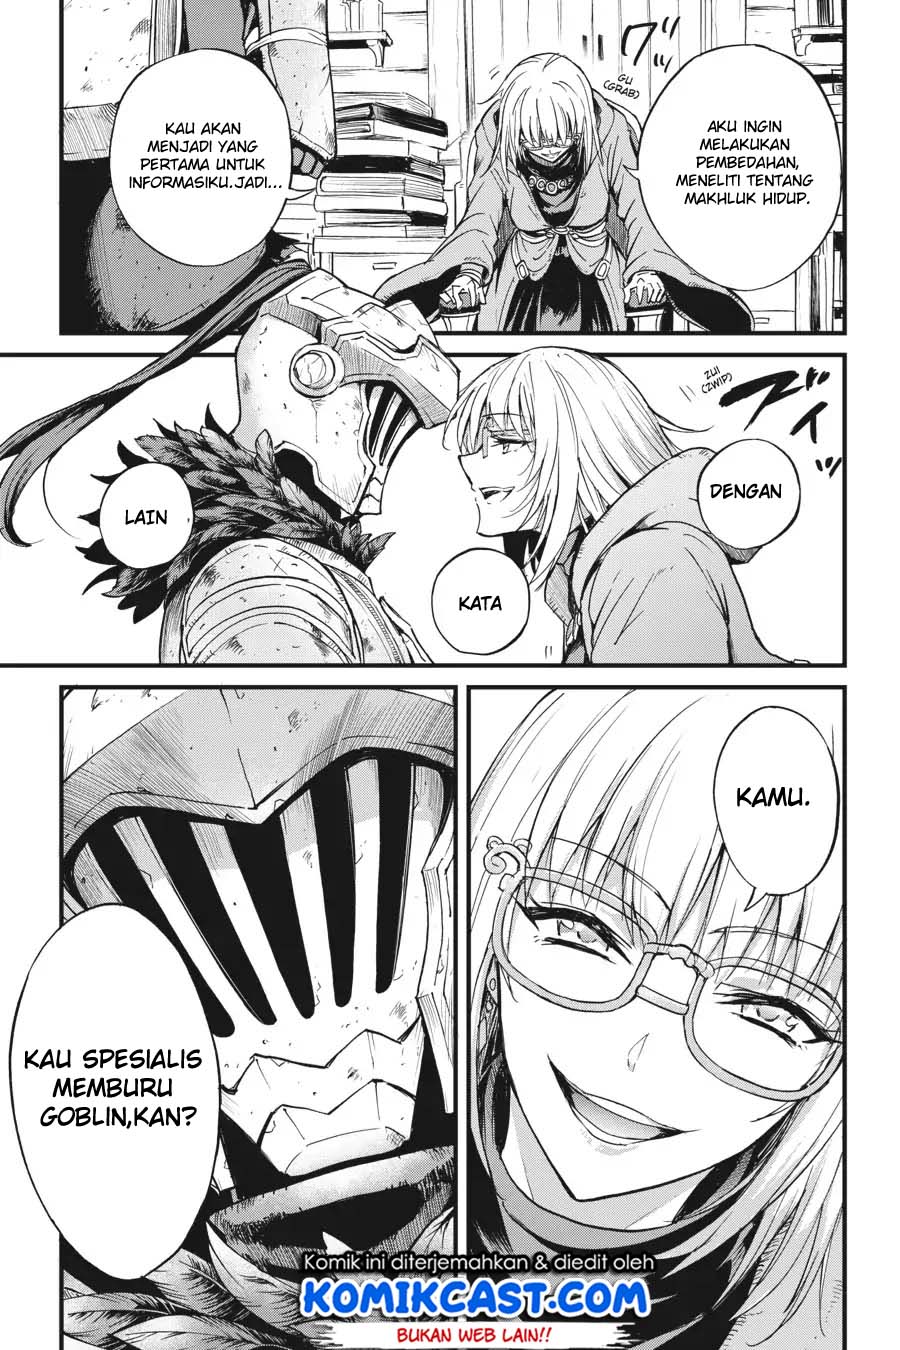 AKU INGIN
MELAKUKAN
PEMBEDAHAN,
MENELITI TENTANG
MAKHLUK HIDUP.
グッ
GU
(GRAB)
KAU AKAN
MENJADI YANG
PERTAMA UNTUK
INFORMASIKU.JADI...
ズイ
ZUI
(ZWIP)
DENGAN
KATA
LAIN
KAMU.
KAU SPESIALIS
MEMBURU
GOBLIN,KAN?
Komik ini diterjemahkan & diedit oleh
KOMIKCAST.COM
BUKAN WEB LAIN!!